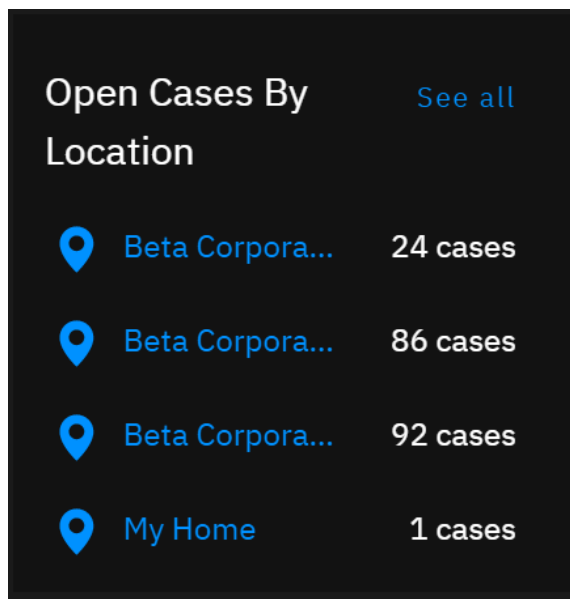 Open Cases By
Location
See all
Beta Corpora... 24 cases
Beta Corpora... 86 cases
Beta Corpora... 92 cases
My Home 1 cases